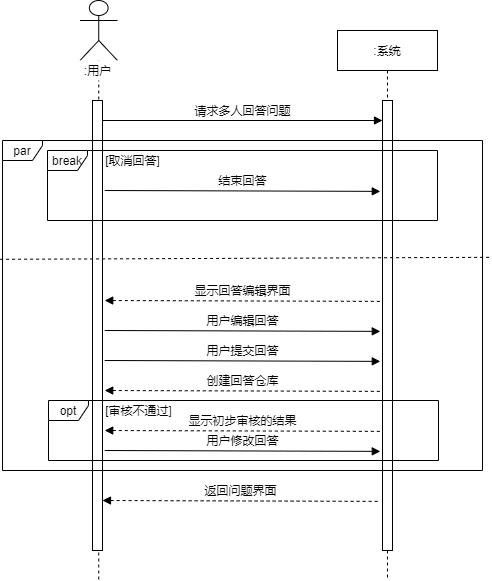 :用户
:系统
请求多人回答问题
par
break
[取消回答]
结束回答
显示回答编辑界面
用户编辑回答
用户提交回答
创建回答仓库
opt
[审核不通过]
显示初步审核的结果
用户修改回答
返回问题界面